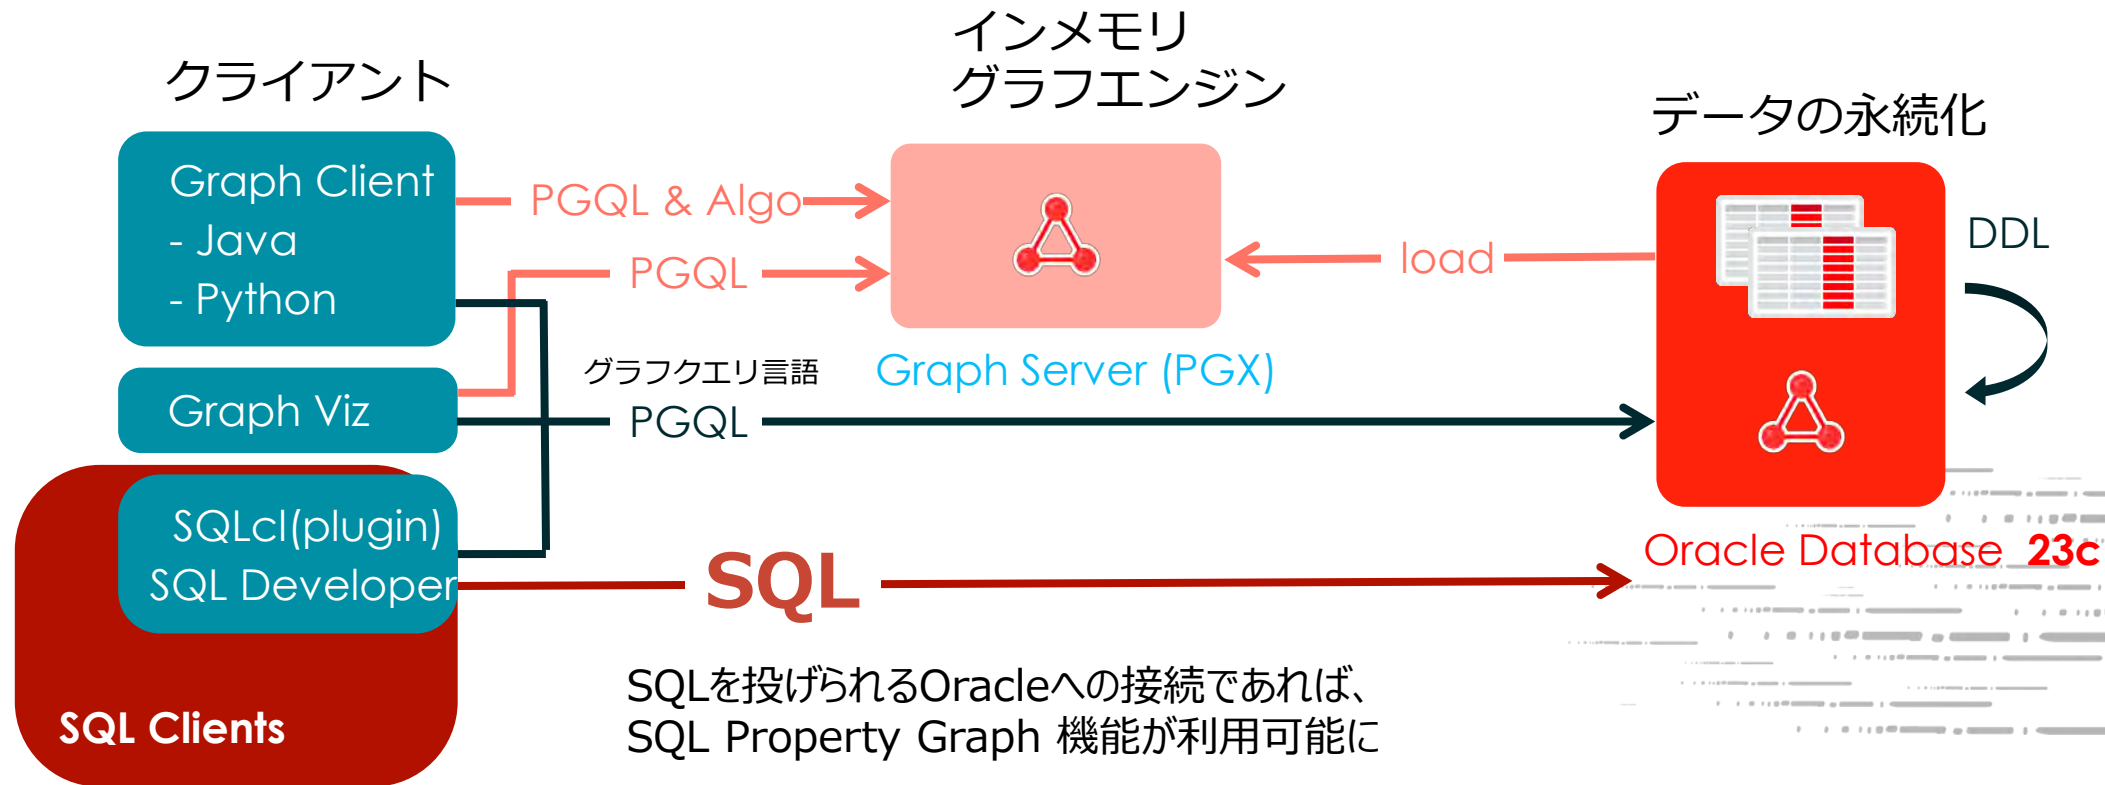 クライアント
Graph Client
- Java
- Python
Graph Viz
SQLcl(plugin)
SQL Developer
SQL Clients
PGQL & Algo
PGQL
グラフクエリ言語
PGQL
SQL
SQLを投げられるOracleへの接続であれば、
SQL Property Graph 機能が利用可能に
インメモリ
グラフエンジン
Graph Server (PGX)
load
データの永続化
DDL
Oracle Database 23c